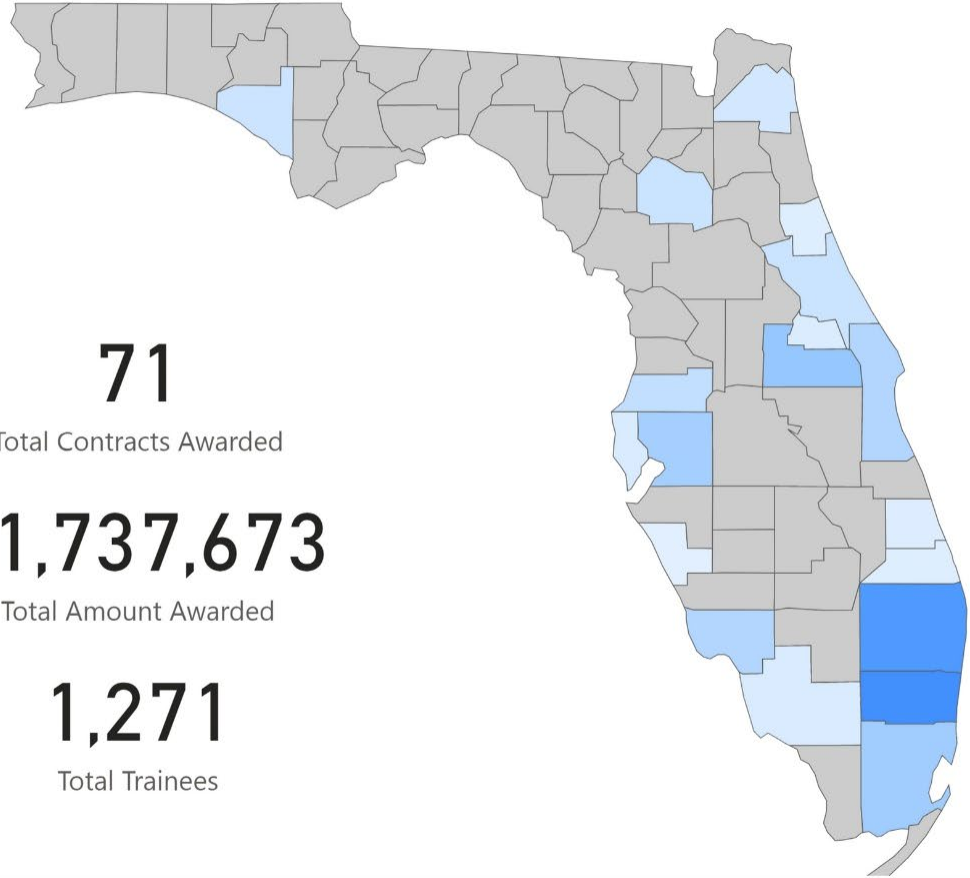 71
Total Contracts Awarded
1,737,673
Total Amount Awarded
1,271
Total Trainees